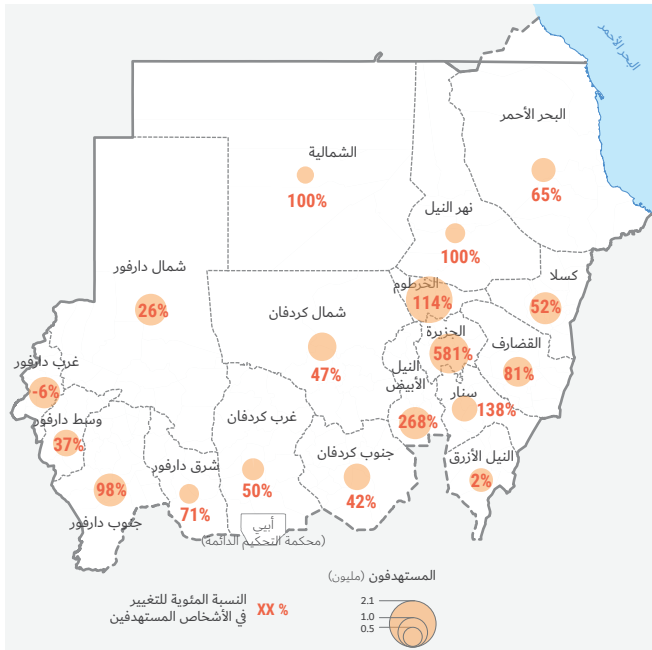 البحر الأحمر
البحر الأحمر
65%
الشمالية
100%
نهر النيل
100%
شمال دارفور
26%
كسلا
52%
الخرطوم
114%
شمال كردفان
47%
الجزيرة
581%
القضارف
81%
غرب دارفور
-6%
النيل
الأبيض
268%
سنار
138%
وسط دارفور
37%
غرب كردفان
50%
جنوب كردفان
42%
النيل الأزرق
2%
شرق دارفور
71%
98%
جنوب دارفور
أبيي
(محكمة التحكيم الدائمة)
المستهدفون (مليون)
2.1
1.0
0.5
XX %
النسبة المئوية للتغيير
في الأشخاص المستهدفين